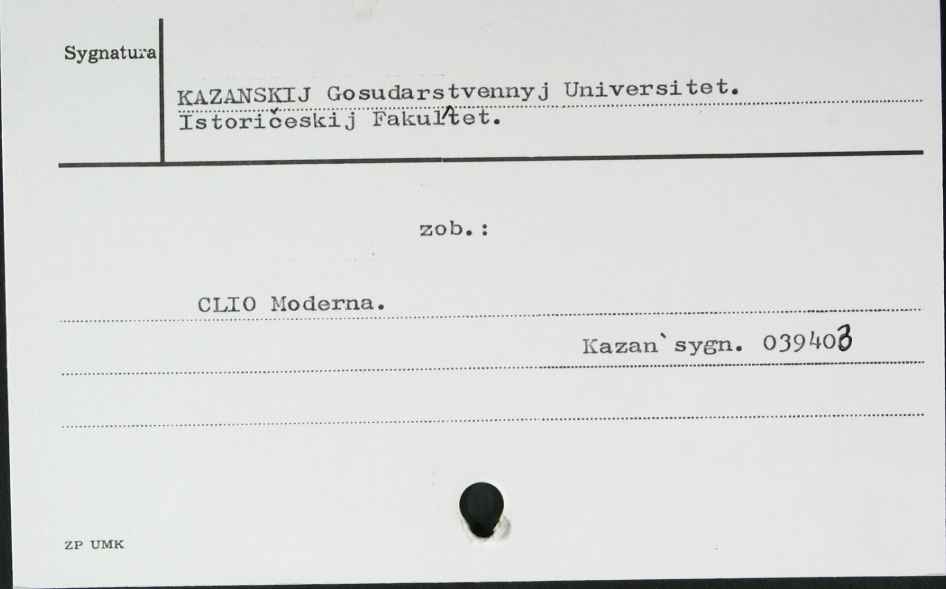 Sygnatura
KAZANSKIJ Gosudarstvennyj Universitet.
Istoričeskij Fakul'tet.
zob.:
CLIO Moderna.
Kazan` sygn. 039403
ZP UMK